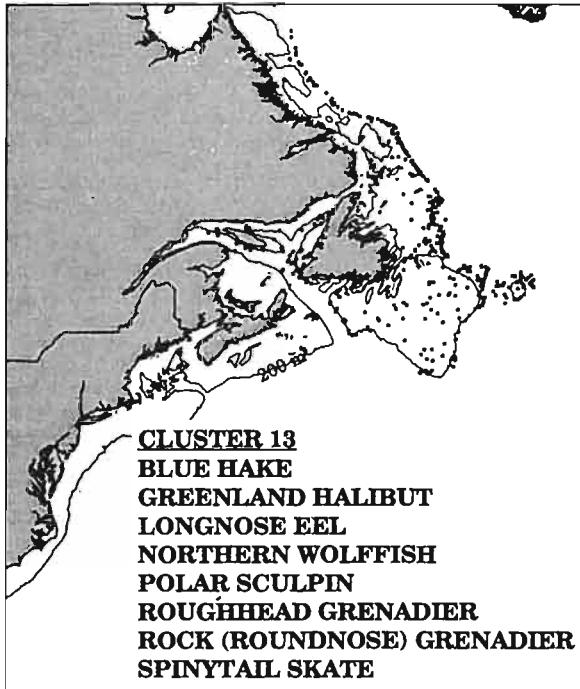 200 m
CLUSTER 13
BLUE HAKE
GREENLAND HALIBUT
LONGNOSE EEL
NORTHERN WOLFFISH
POLAR SCULPIN
ROUGHHEAD GRENADIER
ROCK (ROUNDNOSE) GRENADIER
SPINYTAIL SKATE